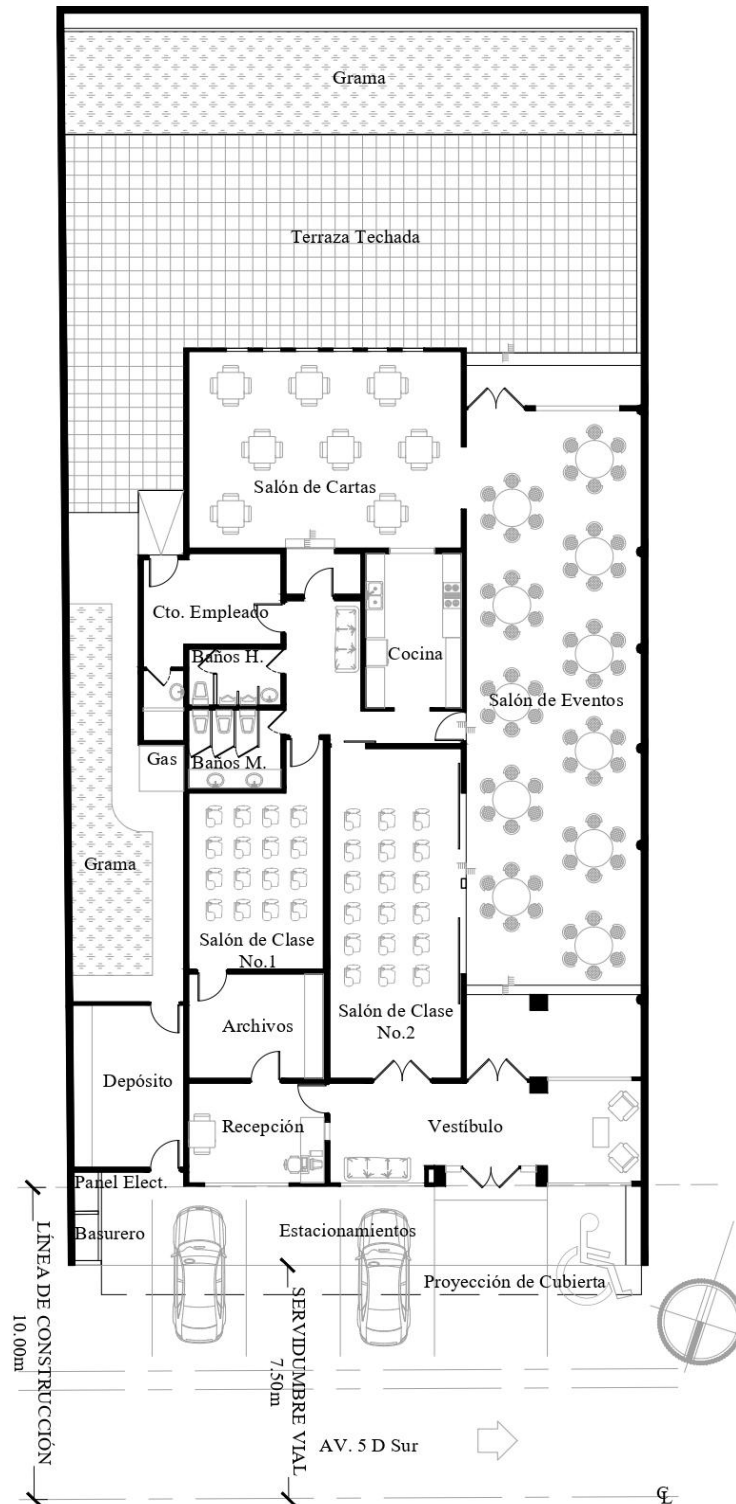 Grama
Terraza Techada
Salón de Cartas
Cto. Empleado
Baños H.
Cocina
Salón de Eventos
Gas
Baños M.
Grama
Salón de Clase
No.1
Salón de Clase
No.2
Archivos
Depósito
Recepción
Vestíbulo
Panel Elect.
Basurero
Estacionamientos
Proyección de Cubierta
LÍNEA DE CONSTRUCCIÓN
10.00m
SERVIDUMBRE VIAL
7.50m
AV. 5 D Sur